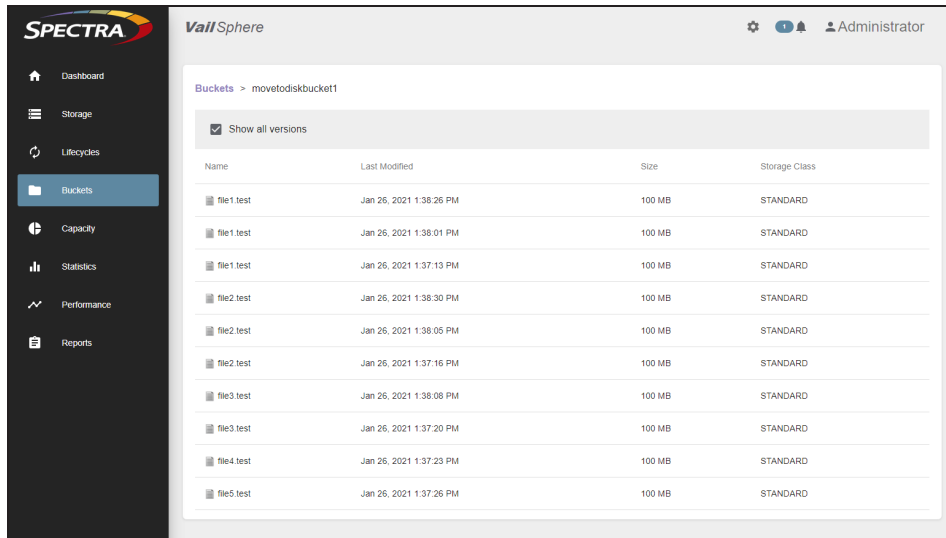 SPECTRA
VailSphere
1
Administrator
Dashboard
Storage
Lifecycles
Buckets
Capacity
Statistics
Performance
Reports
Buckets > movetodiskbucket1
Show all versions
Name Last Modified Size Storage Class
file1.test Jan 26, 2021 1:38:26 PM 100 MB STANDARD
file1.test Jan 26, 2021 1:38:01 PM 100 MB STANDARD
file1.test Jan 26, 2021 1:37:13 PM 100 MB STANDARD
file2.test Jan 26, 2021 1:38:30 PM 100 MB STANDARD
file2.test Jan 26, 2021 1:38:05 PM 100 MB STANDARD
file2.test Jan 26, 2021 1:37:16 PM 100 MB STANDARD
file3.test Jan 26, 2021 1:38:08 PM 100 MB STANDARD
file3.test Jan 26, 2021 1:37:20 PM 100 MB STANDARD
file4.test Jan 26, 2021 1:37:23 PM 100 MB STANDARD
file5.test Jan 26, 2021 1:37:26 PM 100 MB STANDARD